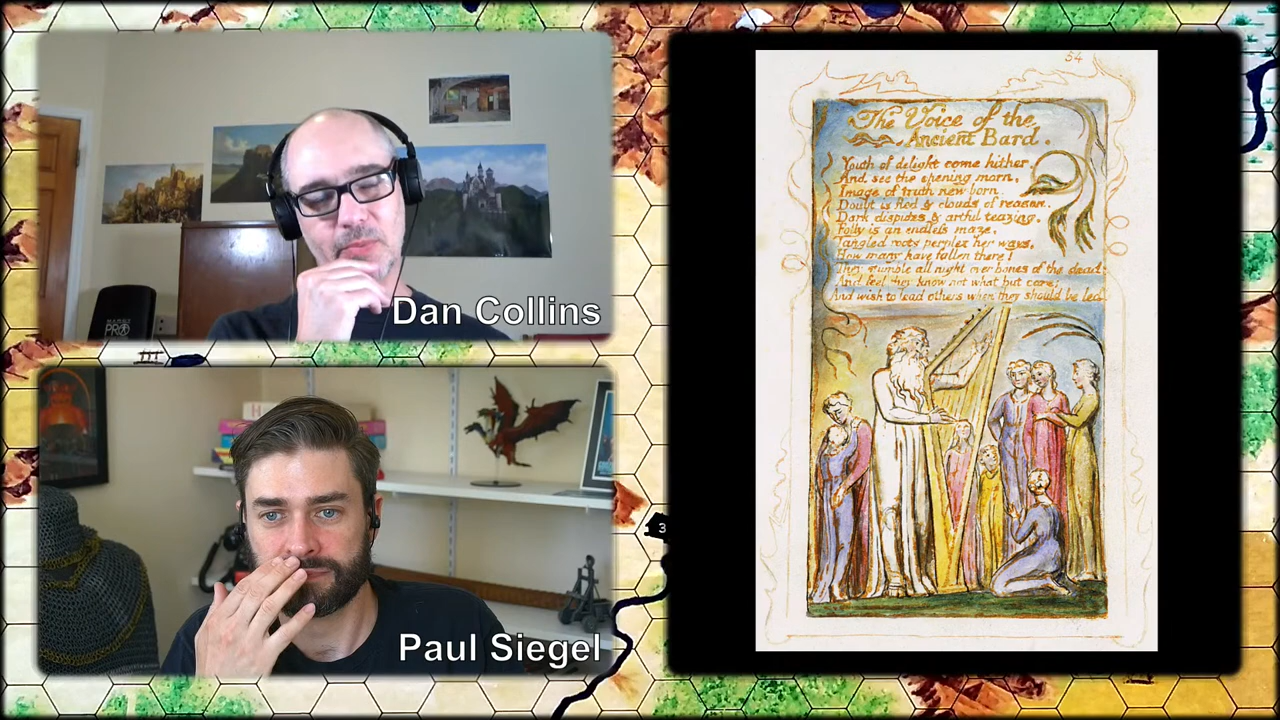 Dan Collins
Paul Siegel
54
The Voice of the
Ancient Bard.
Youth of delight come hither,
And see the opening morn,
Image of truth new born.
Doubt is fled & clouds of reason.
Dark disputes & artful teazing.
Folly is an endless maze,
Tangled roots perplex her ways,
How many have fallen there!
They stumble all night over bones of the dead:
And feel they know not what but care:
And wish to lead others when they should be led.
3
PRO